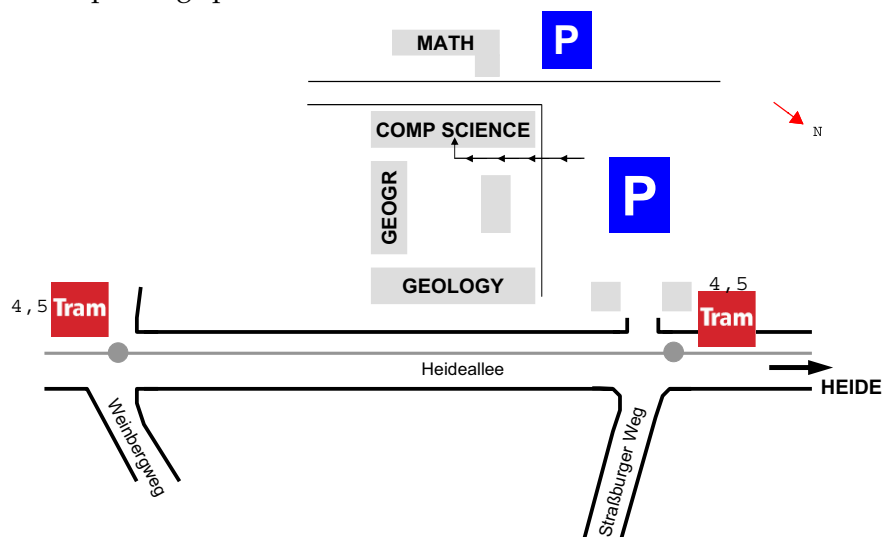 MATH
P
COMP SCIENCE
N
GEOGR
P
GEOLOGY
4,5
Tram
4,5
Tram
Heideallee
HEIDE
Weinbergweg
Straßburger Weg